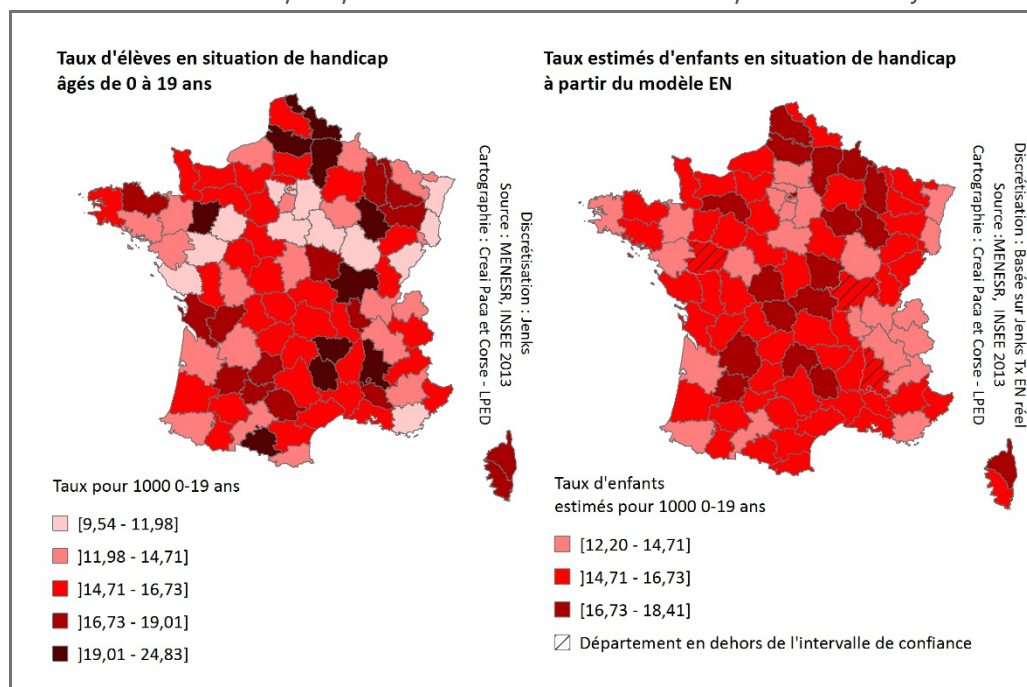 Taux d'élèves en situation de handicap
âgés de 0 à 19 ans
Discrétisation : Jenks
Source : MENESR, INSEE 2013
Cartographie : Creai Paca et Corse - LPED
Taux pour 1000 0-19 ans
[9,54 - 11,98]
]11,98 - 14,71]
]14,71 - 16,73]
]16,73 - 19,01]
]19,01 - 24,83]
Taux estimés d'enfants en situation de handicap
à partir du modèle EN
Discrétisation : Basée sur Jenks Tx EN réel
Source :MENESR, INSEE 2013
Cartographie : Creai Paca et Corse - LPED
Taux d'enfants
estimés pour 1000 0-19 ans
[12,20 - 14,71]
]14,71 - 16,73]
[16,73 - 18,41]
Département en dehors de l'intervalle de confiance